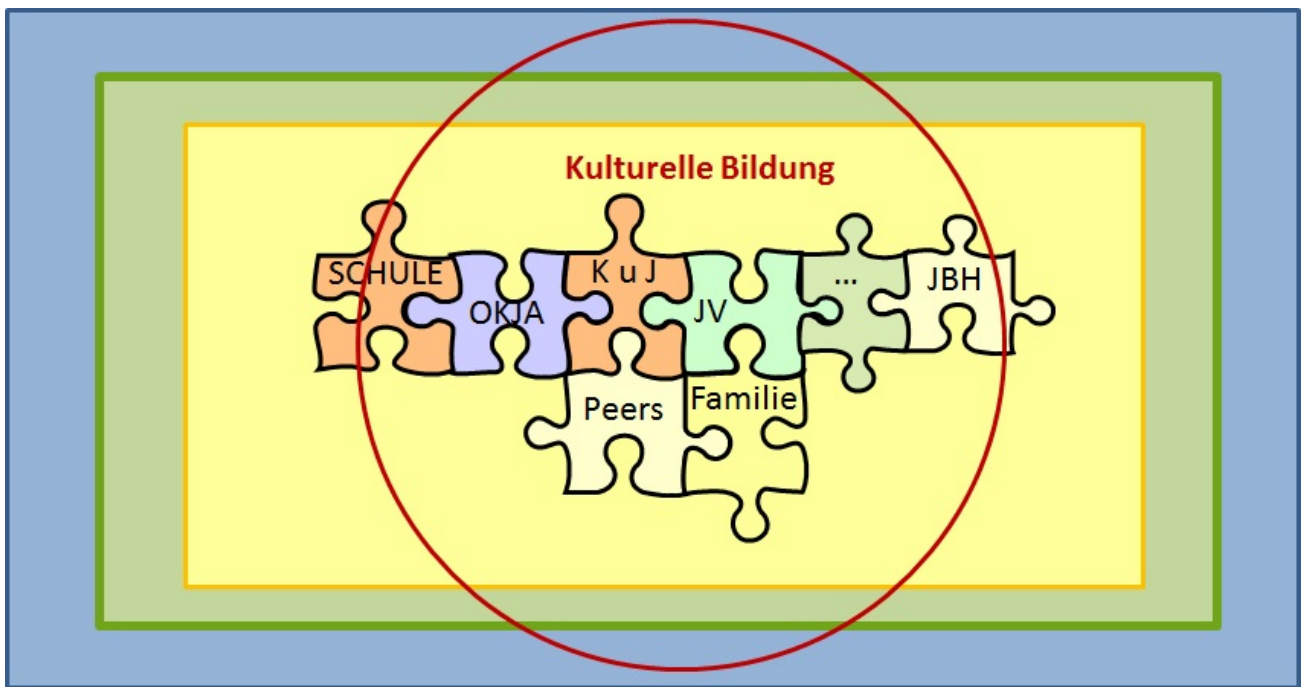 Kulturelle Bildung
SCHULE
OKJA
K u J
JV
...
JBH
Peers
Familie